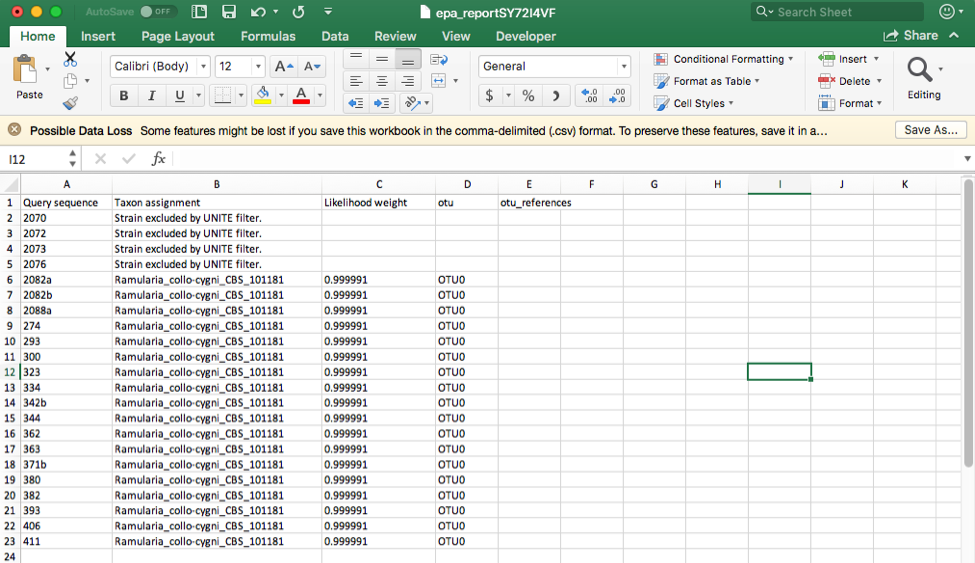 AutoSave OFF epa_reportSY72I4VF Search Sheet
Home Insert Page Layout Formulas Data Review View Developer Share
Paste Calibri (Body) 12 A A General Conditional Formatting Insert
Format as Table Delete
B I U A $ % .0 .00 .00 .0 Cell Styles Format Editing
Possible Data Loss Some features might be lost if you save this workbook in the comma-delimited (.csv) format. To preserve these features, save it in a... Save As...
I12 fx
A B C D E F G H I J K
1 Query sequence Taxon assignment Likelihood weight otu otu_references
2 2070 Strain excluded by UNITE filter.
3 2072 Strain excluded by UNITE filter.
4 2073 Strain excluded by UNITE filter.
5 2076 Strain excluded by UNITE filter.
6 2082a Ramularia_collo-cygni_CBS_101181 0.999991 OTU0
7 2082b Ramularia_collo-cygni_CBS_101181 0.999991 OTU0
8 2088a Ramularia_collo-cygni_CBS_101181 0.999991 OTU0
9 274 Ramularia_collo-cygni_CBS_101181 0.999991 OTU0
10 293 Ramularia_collo-cygni_CBS_101181 0.999991 OTU0
11 300 Ramularia_collo-cygni_CBS_101181 0.999991 OTU0
12 323 Ramularia_collo-cygni_CBS_101181 0.999991 OTU0
13 334 Ramularia_collo-cygni_CBS_101181 0.999991 OTU0
14 342b Ramularia_collo-cygni_CBS_101181 0.999991 OTU0
15 344 Ramularia_collo-cygni_CBS_101181 0.999991 OTU0
16 362 Ramularia_collo-cygni_CBS_101181 0.999991 OTU0
17 363 Ramularia_collo-cygni_CBS_101181 0.999991 OTU0
18 371b Ramularia_collo-cygni_CBS_101181 0.999991 OTU0
19 380 Ramularia_collo-cygni_CBS_101181 0.999991 OTU0
20 382 Ramularia_collo-cygni_CBS_101181 0.999991 OTU0
21 393 Ramularia_collo-cygni_CBS_101181 0.999991 OTU0
22 406 Ramularia_collo-cygni_CBS_101181 0.999991 OTU0
23 411 Ramularia_collo-cygni_CBS_101181 0.999991 OTU0
24